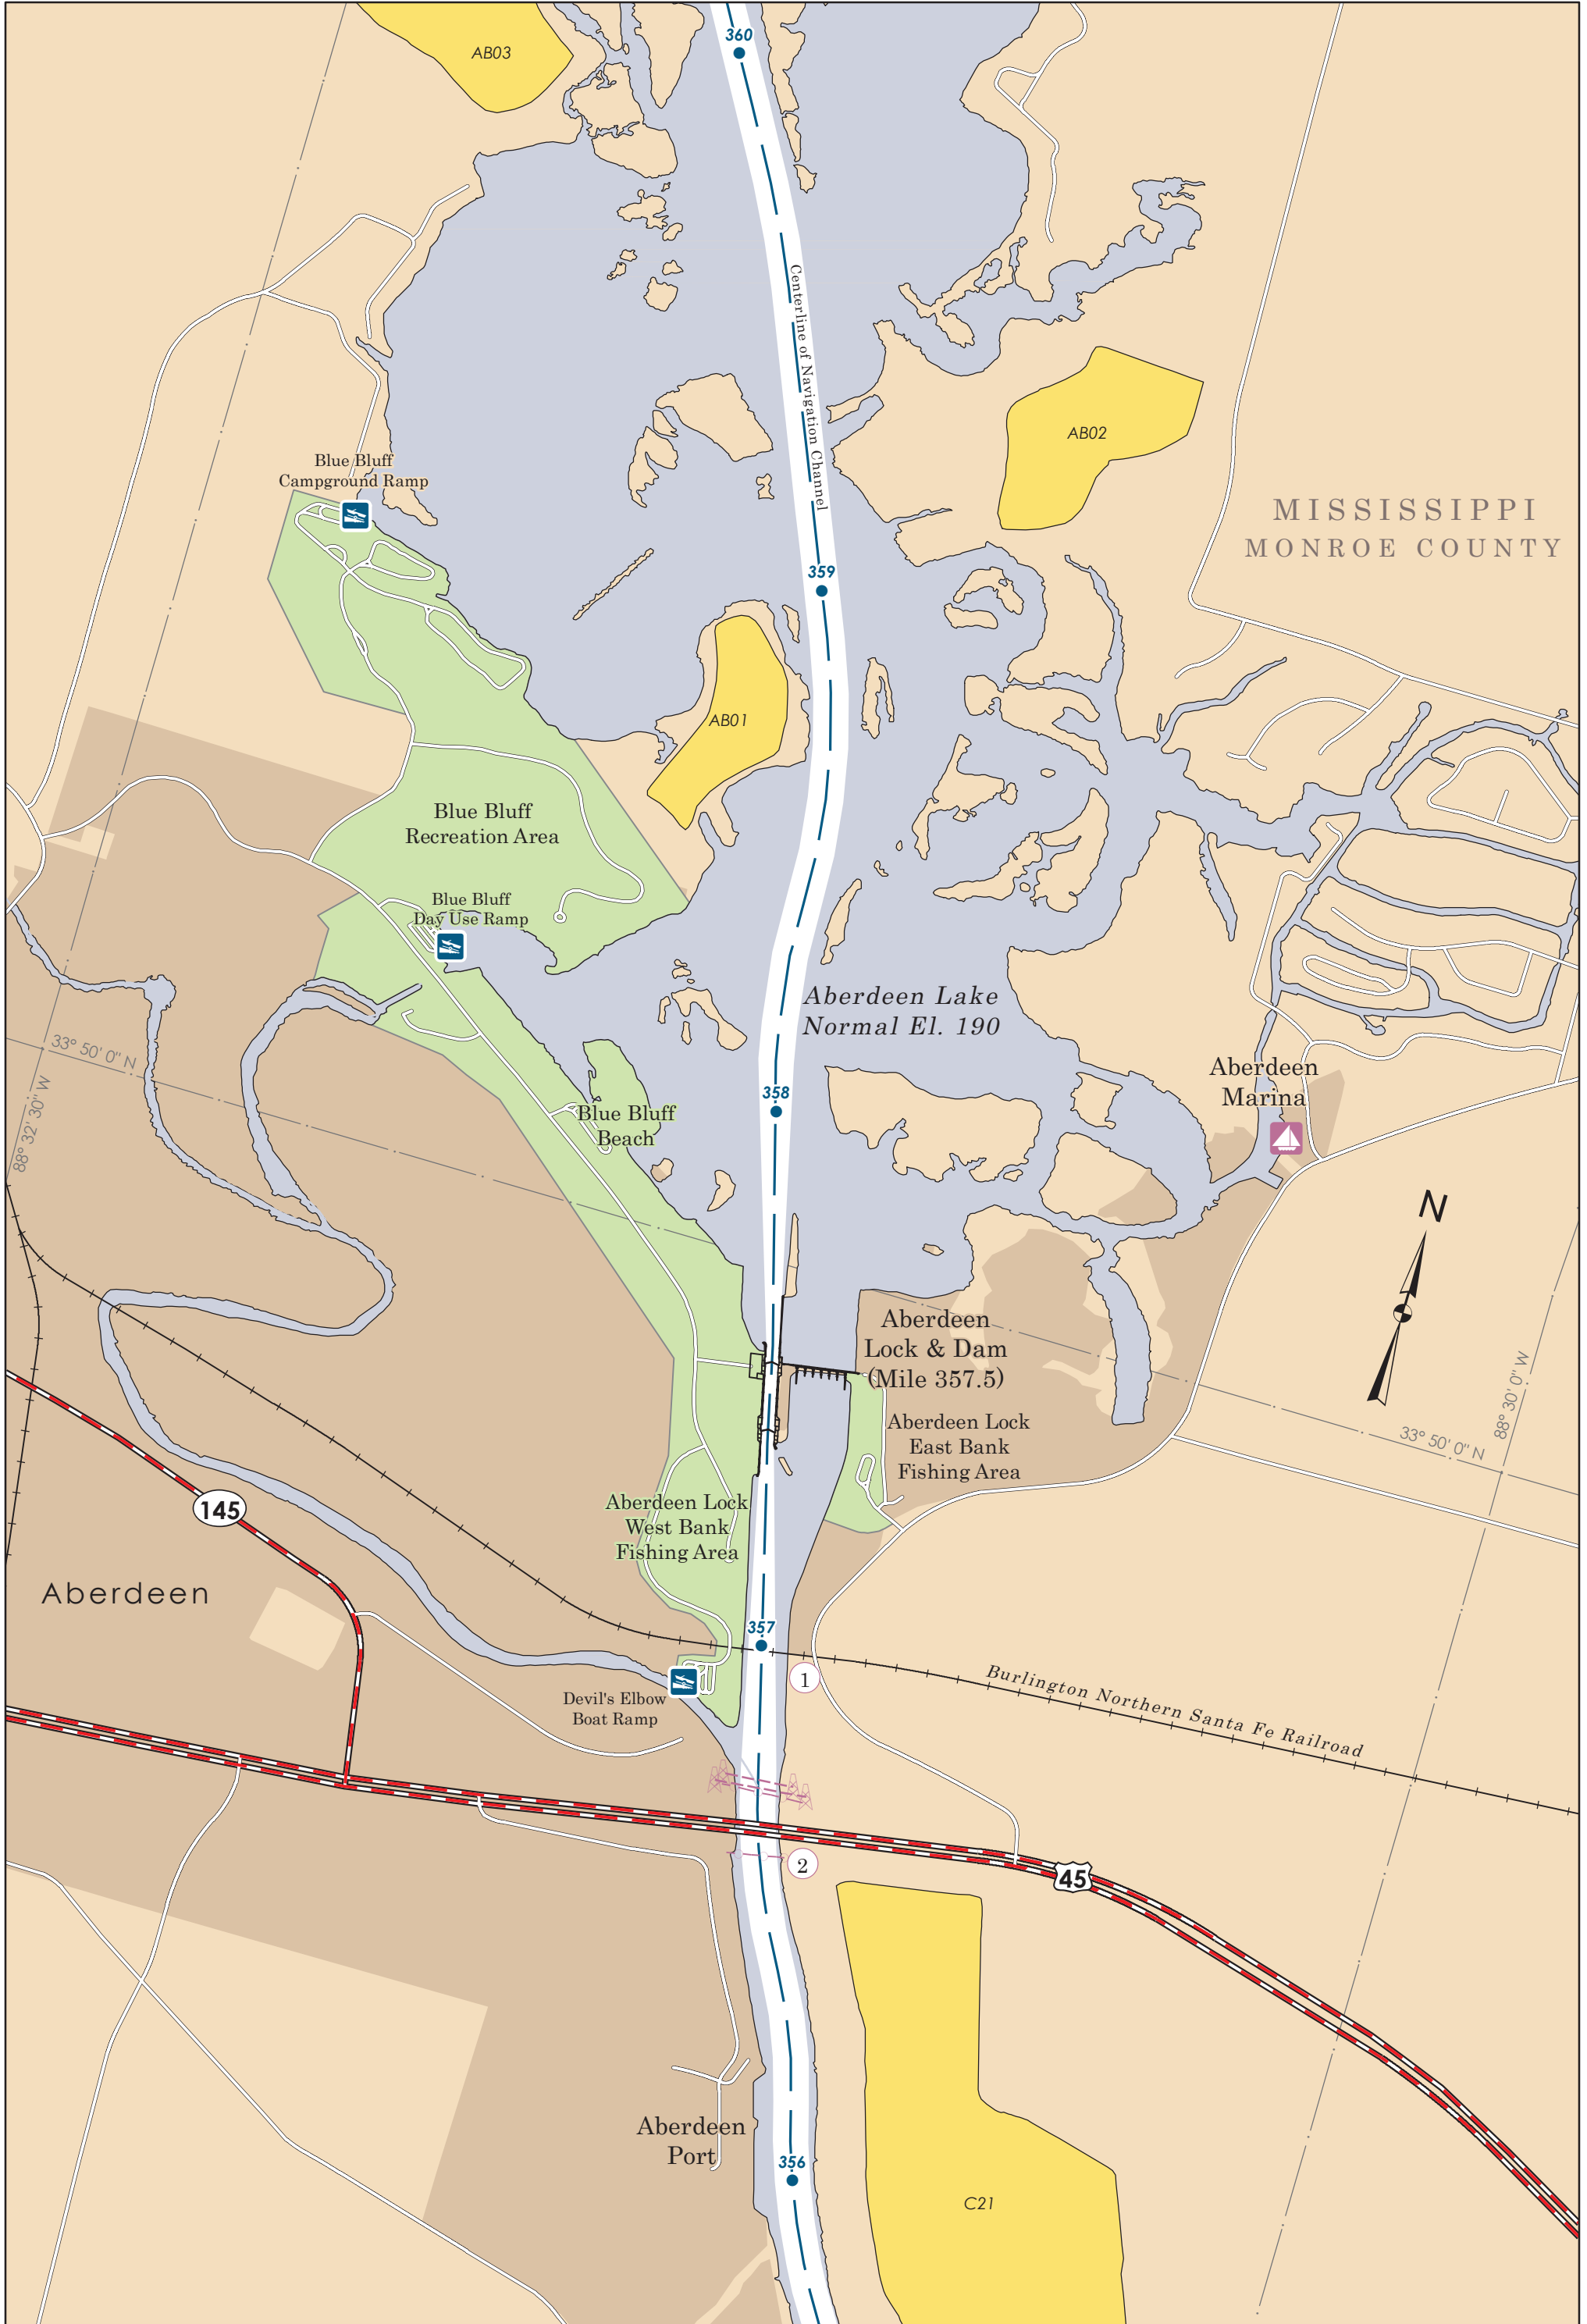 360
AB03
Centerline of Navigation Channel
AB02
Blue Bluff
Campground Ramp
MISSISSIPPI
MONROE COUNTY
359
AB01
Blue Bluff
Recreation Area
Blue Bluff
Day Use Ramp
Aberdeen Lake
Normal El. 190
33° 50' 0" N
88° 32' 30" W
Aberdeen
Marina
358
Blue Bluff
Beach
N
Aberdeen
Lock & Dam
(Mile 357.5)
88° 30' 0" W
33° 50' 0" N
Aberdeen Lock
East Bank
Fishing Area
145
Aberdeen Lock
West Bank
Fishing Area
Aberdeen
357
1
Burlington Northern Santa Fe Railroad
Devil's Elbow
Boat Ramp
2
45
Aberdeen
Port
356
C21